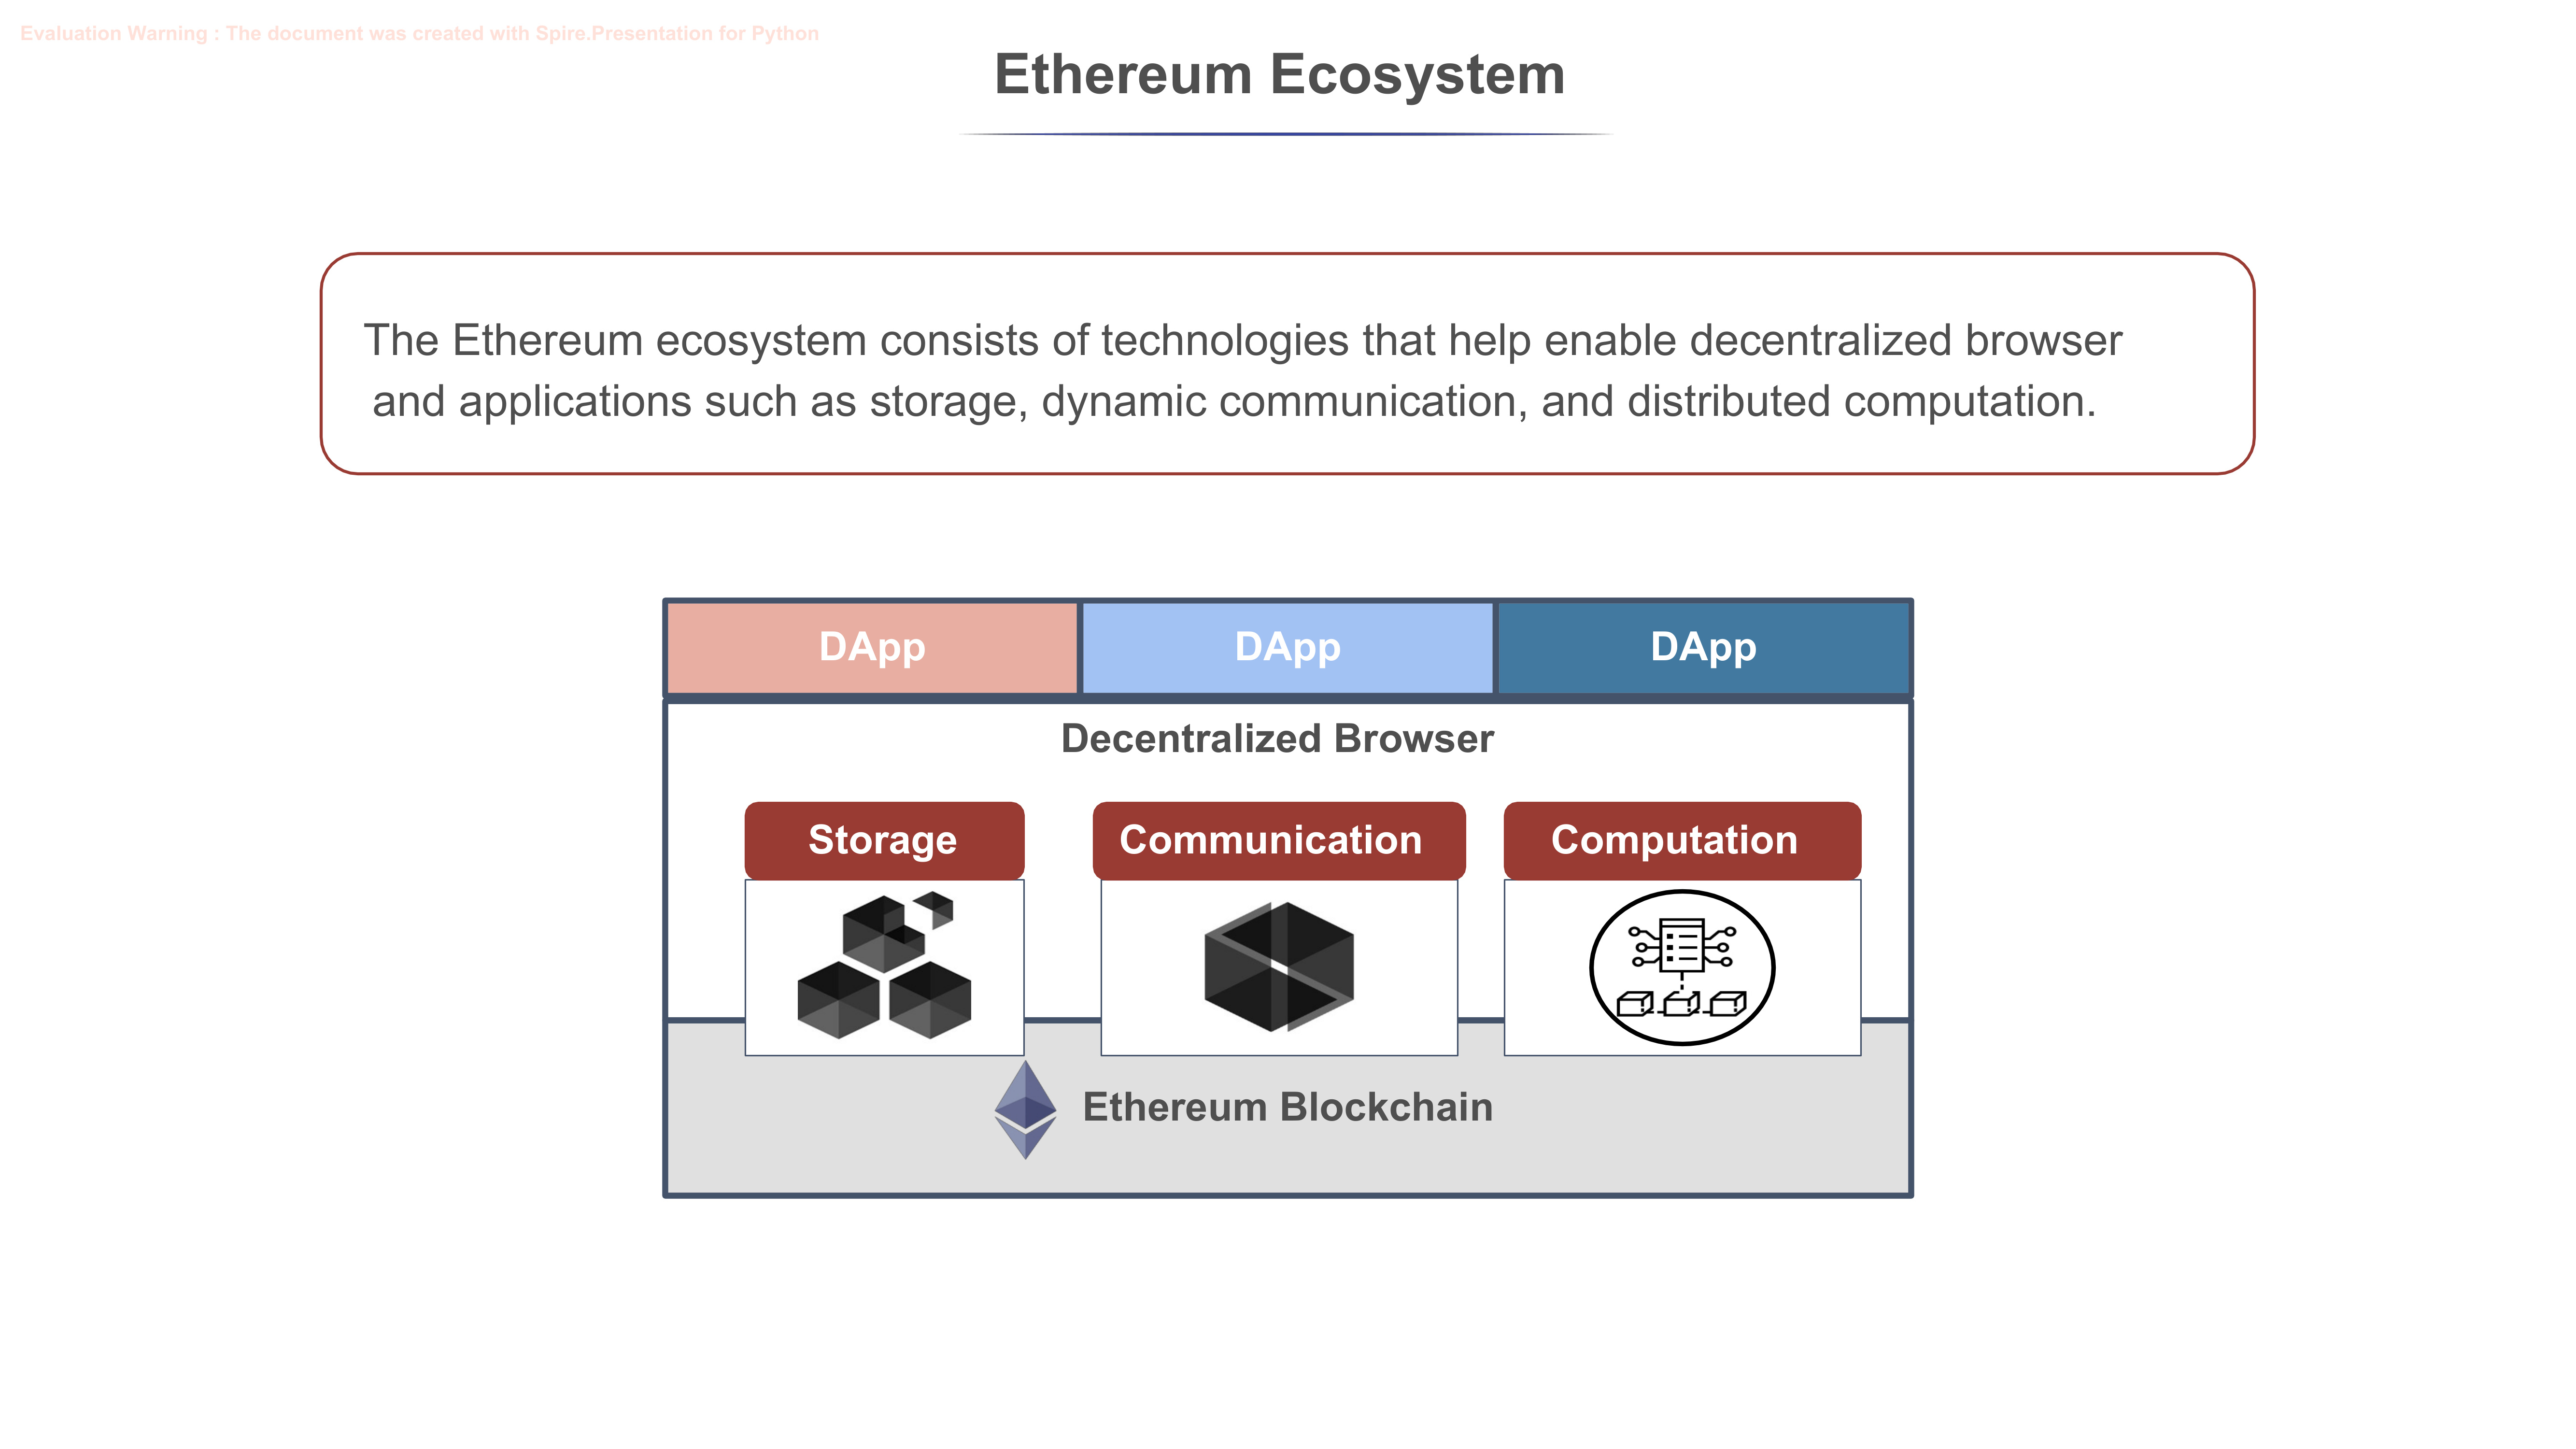 Evaluation Warning : The document was created with Spire.Presentation for Python
Ethereum Ecosystem
The Ethereum ecosystem consists of technologies that help enable decentralized browser
and applications such as storage, dynamic communication, and distributed computation.
DApp DApp DApp
Decentralized Browser
Storage Communication Computation
Ethereum Blockchain